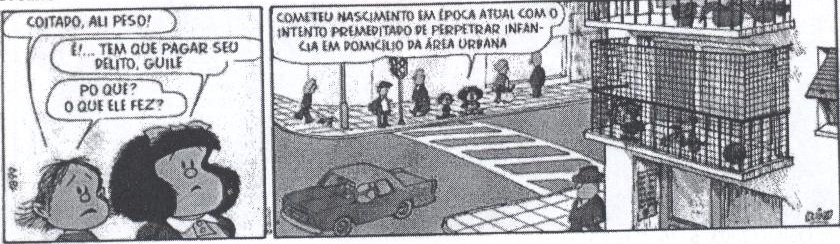 COITADO, ALI PESO!
É!... TEM QUE PAGAR SEU
DELITO, GUILE
PO QUÊ?
O QUE ELE FEZ?
COMETEU NASCIMENTO EM ÉPOCA ATUAL COM O
INTENTO PREMEDITADO DE PERPETRAR INFÂN-
CIA EM DOMICÍLIO DA ÁREA URBANA